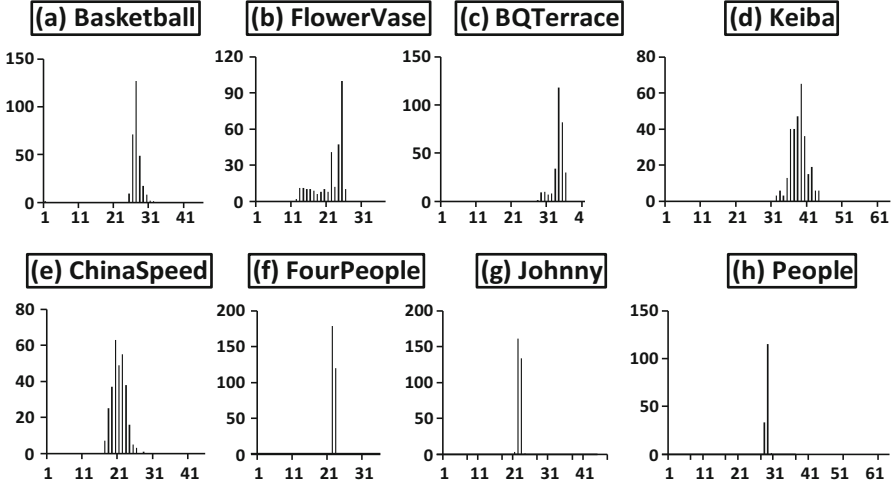 (a) Basketball
(b) FlowerVase
(c) BQTerrace
(d) Keiba
150
100
50
0
1 11 21 31 41
120
90
60
30
0
1 11 21 31
150
100
50
0
1 11 21 31 4
80
60
40
20
0
1 11 21 31 41 51 61
(e) ChinaSpeed
(f) FourPeople
(g) Johnny
(h) People
80
60
40
20
0
1 11 21 31 41
200
150
100
50
0
1 11 21 31
200
150
100
50
0
1 11 21 31 41
150
100
50
0
1 11 21 31 41 51 61